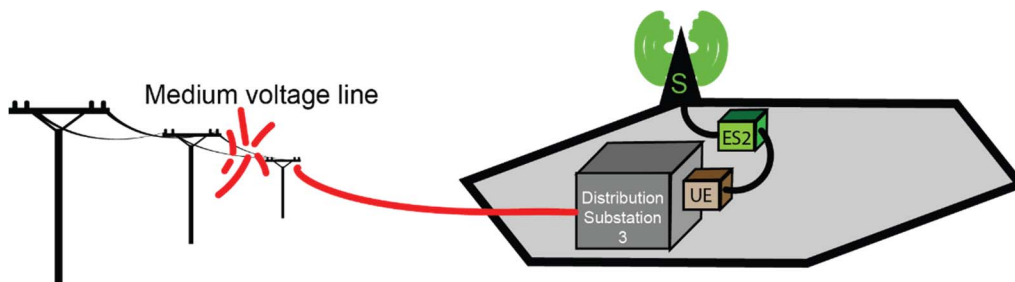 Medium voltage line
S
ES2
UE
Distribution
Substation
3